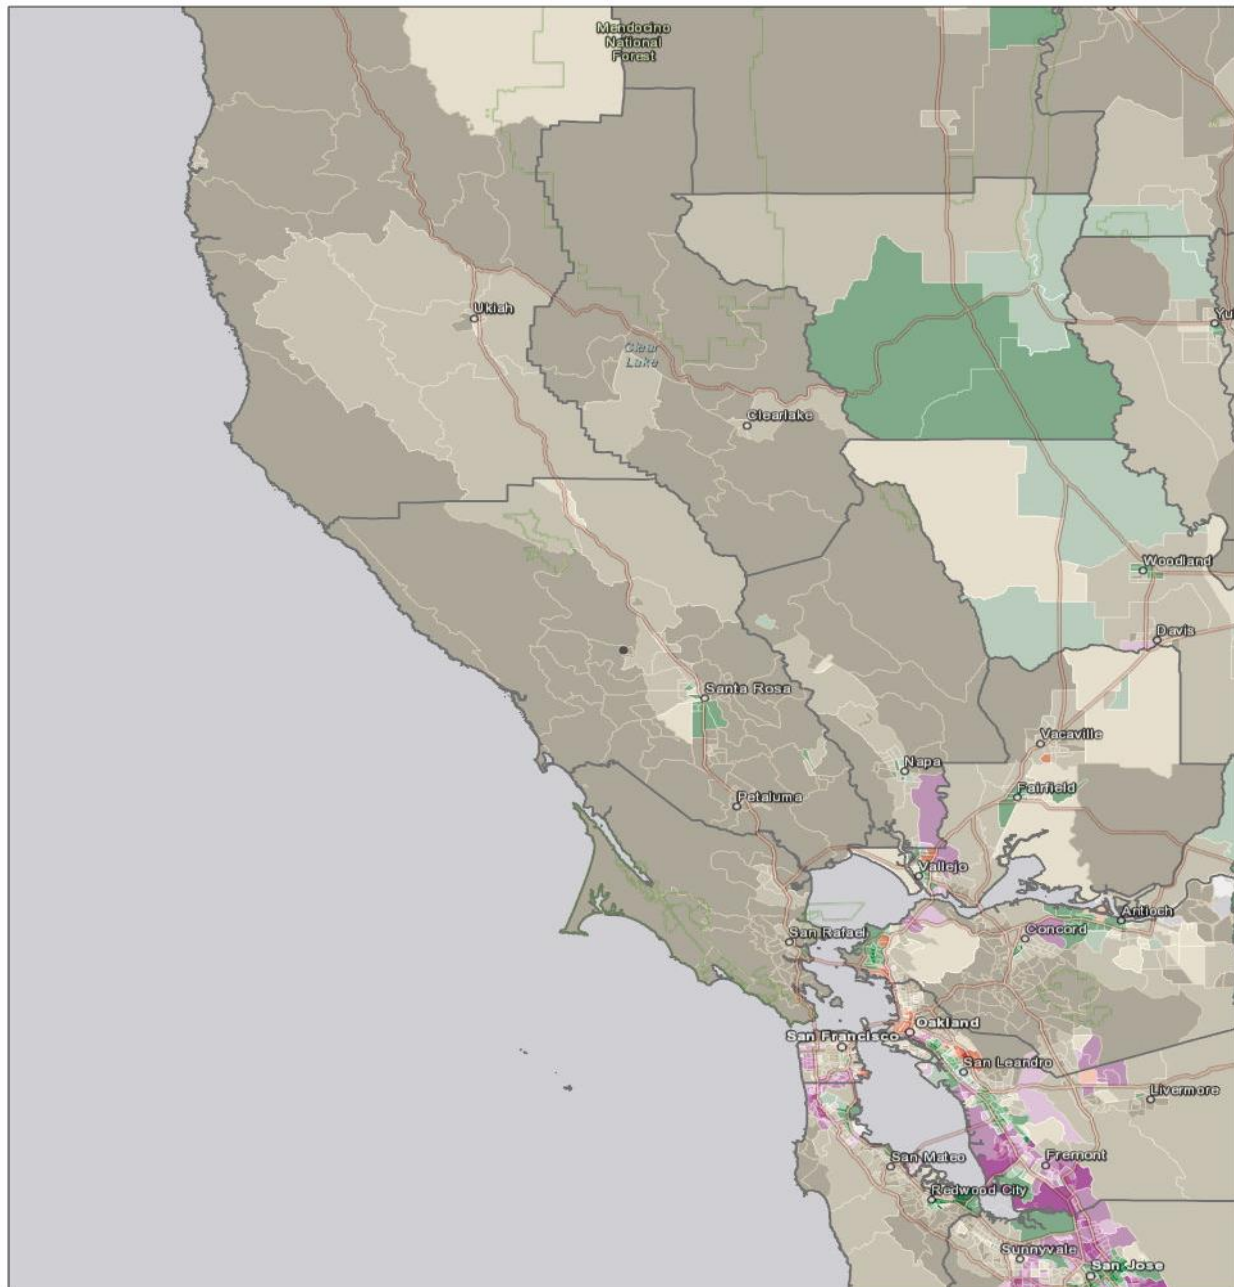 Mendocino
National
Forest
Ukiah
Clear
Lake
Yu
Clearlake
Woodland
Davis
Santa Rosa
Vacaville
Napa
Fairfield
Petaluma
Vallejo
Antioch
Concord
San Rafael
Oakland
San Francisco
San Leandro
Livermore
San Mateo
Fremont
Redwood City
Sunnyvale
San Jose